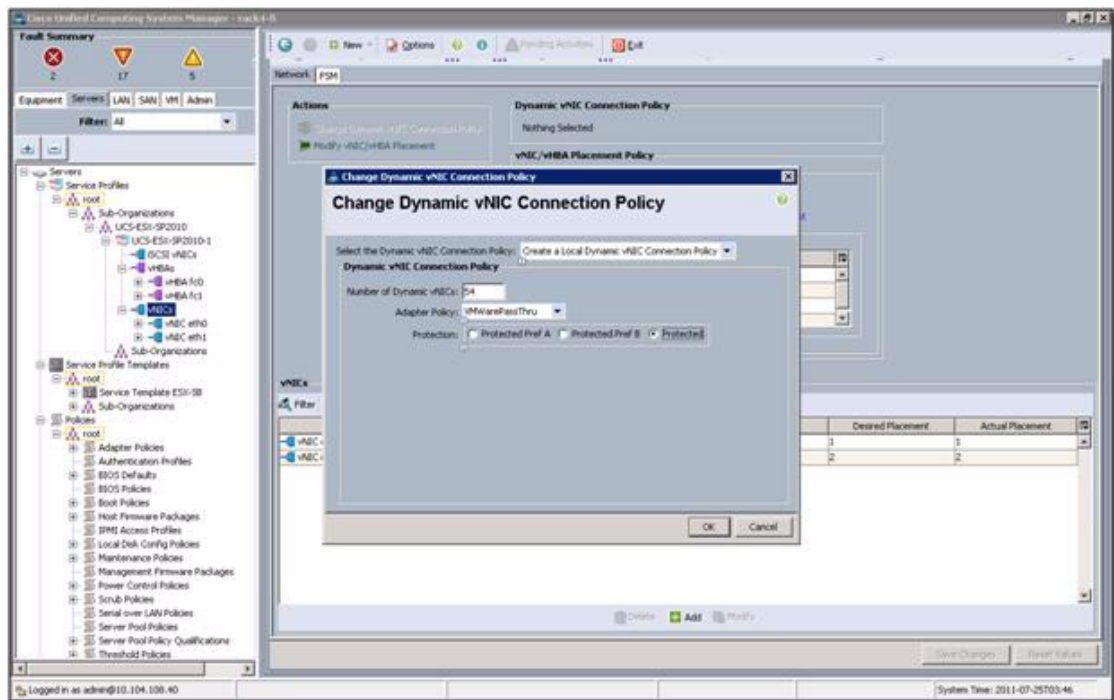 Cisco Unified Computing System Manager - rack-i-fi
Fault Summary
2 17 5
New Options Pending Activities Exit
Equipment Servers LAN SAN VM Admin
Filter: All
Network PSM
Actions
Change Dynamic vNIC Connection Policy
Modify vNIC/vHBA Placement
Dynamic vNIC Connection Policy
Nothing Selected
vNIC/vHBA Placement Policy
Servers
Service Profiles
root
Sub-Organizations
UCS-ESX-SP2010
UCS-ESX-SP2010-1
iSCSI vNICs
vHBAs
vHBA fc0
vHBA fc1
vNICs
vNIC eth0
vNIC eth1
Sub-Organizations
Service Profile Templates
root
Service Template ESX-SB
Sub-Organizations
Policies
root
Adapter Policies
Authentication Profiles
BIOS Defaults
BIOS Policies
Boot Policies
Host Firmware Packages
IPMI Access Profiles
Local Disk Config Policies
Maintenance Policies
Management Firmware Packages
Power Control Policies
Scrub Policies
Serial over LAN Policies
Server Pool Policies
Server Pool Policy Qualifications
Threshold Policies
Change Dynamic vNIC Connection Policy
Change Dynamic vNIC Connection Policy
Select the Dynamic vNIC Connection Policy: Create a Local Dynamic vNIC Connection Policy
Dynamic vNIC Connection Policy
Number of Dynamic vNICs: 54
Adapter Policy: VMWarePassThru
Protection: Protected Pref A Protected Pref B Protected
OK Cancel
vNICs
Filter
Desired Placement Actual Placement
vNIC 1 1
vNIC 2 2
Delete Add Modify
Save Changes Reset Values
Logged in as admin@10.104.108.40
System Time: 2011-07-25T03:46